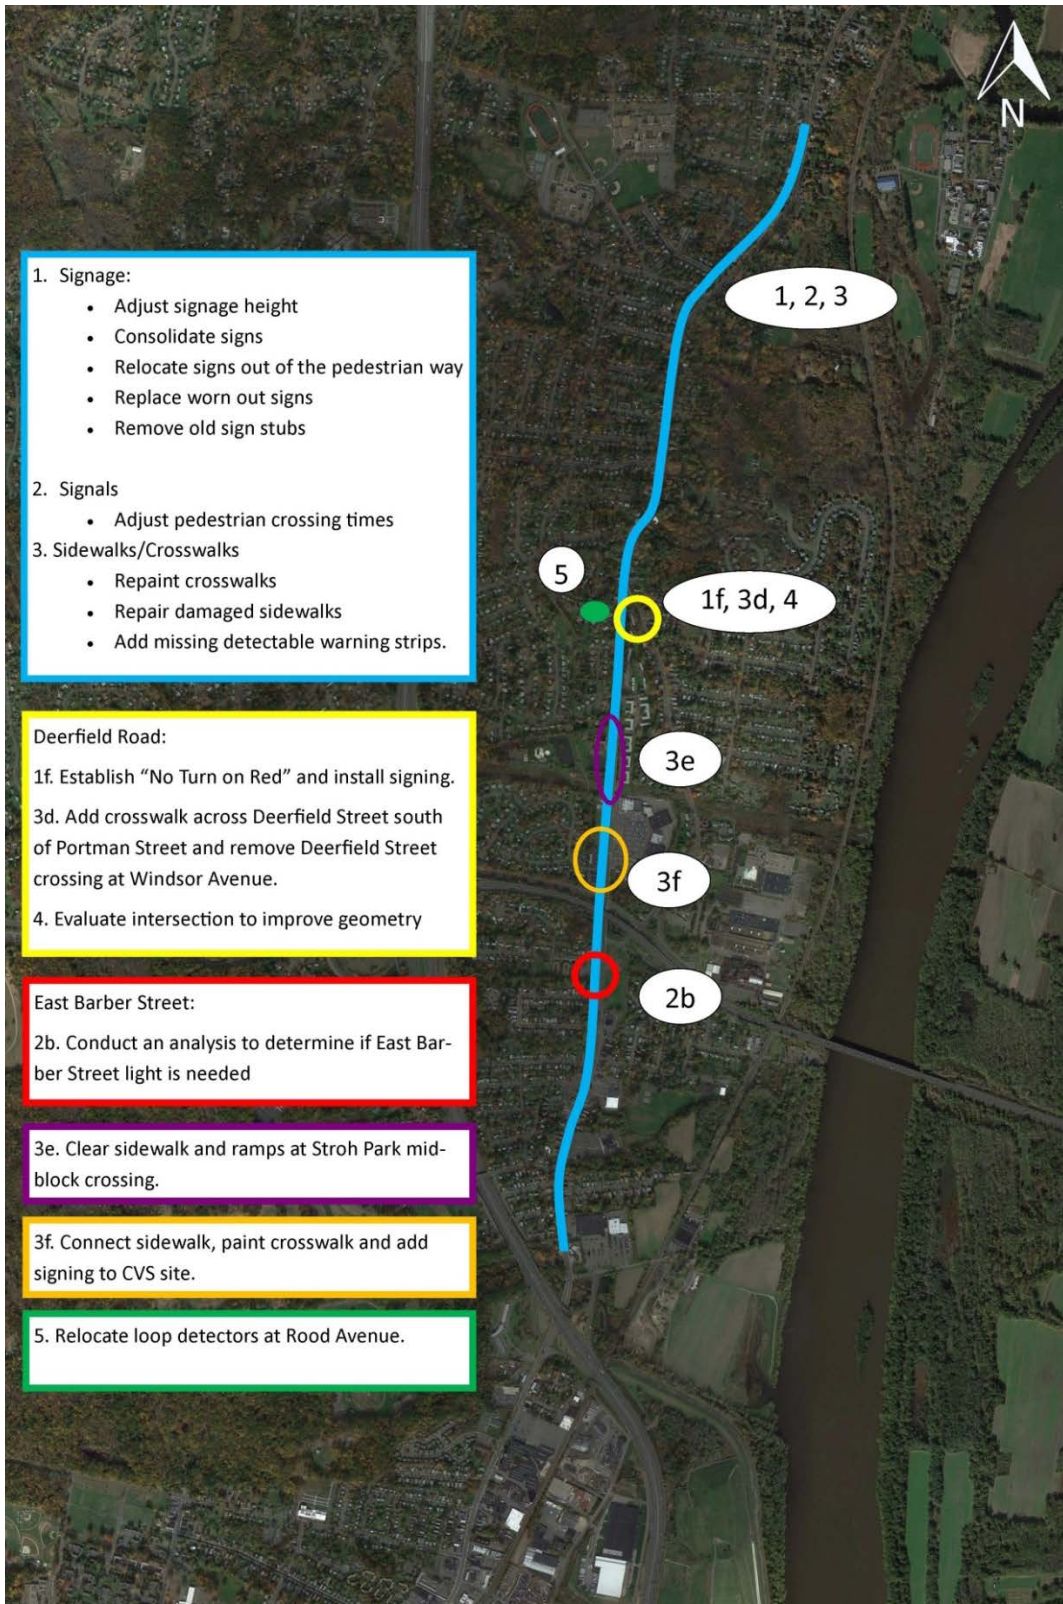 N
1. Signage:
• Adjust signage height
• Consolidate signs
• Relocate signs out of the pedestrian way
• Replace worn out signs
• Remove old sign stubs
2. Signals
• Adjust pedestrian crossing times
3. Sidewalks/Crosswalks
• Repaint crosswalks
• Repair damaged sidewalks
• Add missing detectable warning strips.
Deerfield Road:
1f. Establish “No Turn on Red” and install signing.
3d. Add crosswalk across Deerfield Street south
of Portman Street and remove Deerfield Street
crossing at Windsor Avenue.
4. Evaluate intersection to improve geometry
East Barber Street:
2b. Conduct an analysis to determine if East Bar-
ber Street light is needed
3e. Clear sidewalk and ramps at Stroh Park mid-
block crossing.
3f. Connect sidewalk, paint crosswalk and add
signing to CVS site.
5. Relocate loop detectors at Rood Avenue.
1, 2, 3
5
1f, 3d, 4
3e
3f
2b